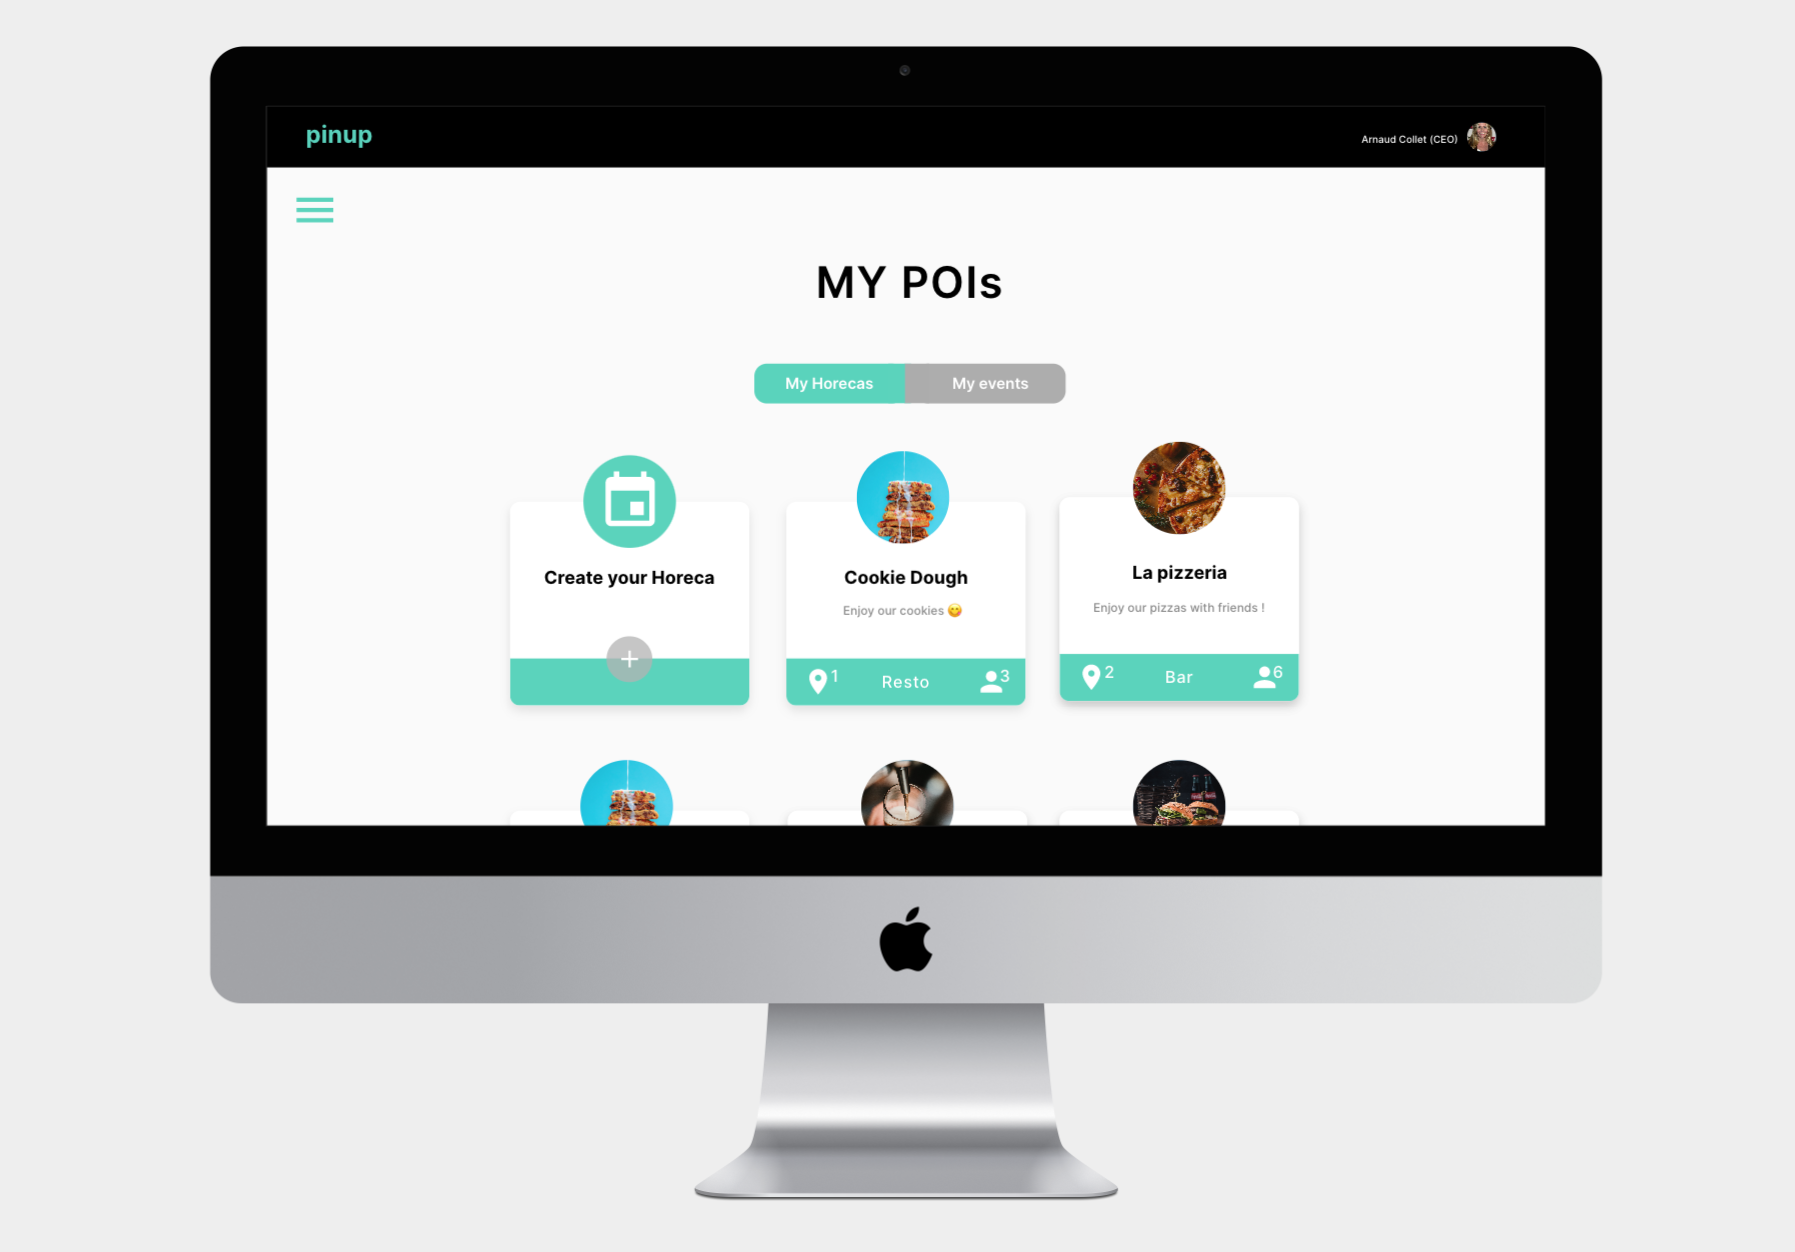 pinup
Arnaud Collet (CEO)
MY POIs
My Horecas
My events
Create your Horeca
Cookie Dough
Enjoy our cookies 😋
La pizzeria
Enjoy our pizzas with friends !
1
Resto
3
2
Bar
6